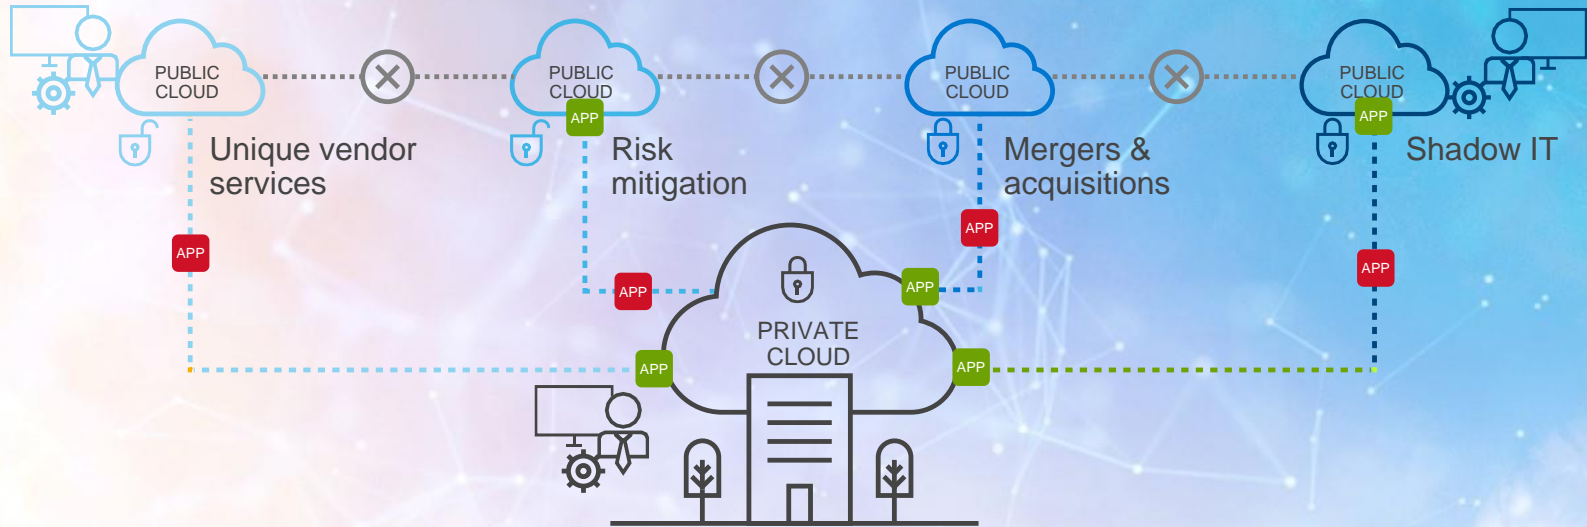 PUBLIC
CLOUD
PUBLIC
CLOUD
PUBLIC
CLOUD
PUBLIC
CLOUD
APP
APP
Unique vendor
services
Risk
mitigation
Mergers &
acquisitions
Shadow IT
APP
APP
APP
APP
APP
APP
PRIVATE
CLOUD
APP
APP